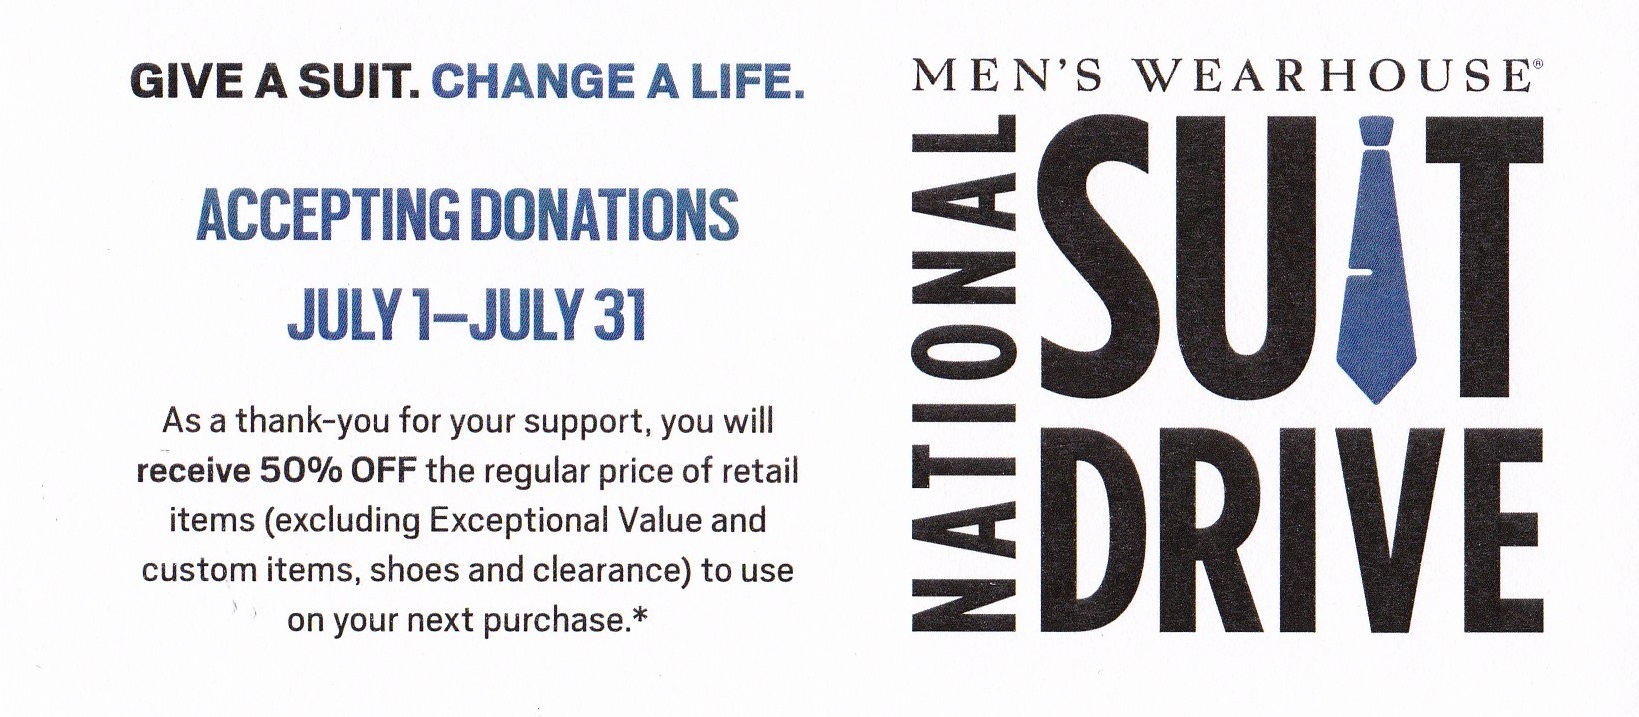 GIVE A SUIT. CHANGE A LIFE.
ACCEPTING DONATIONS
JULY 1–JULY 31
As a thank-you for your support, you will
receive 50% OFF the regular price of retail
items (excluding Exceptional Value and
custom items, shoes and clearance) to use
on your next purchase.*
MEN'S WEARHOUSE®
NATIONAL
SUIT
DRIVE